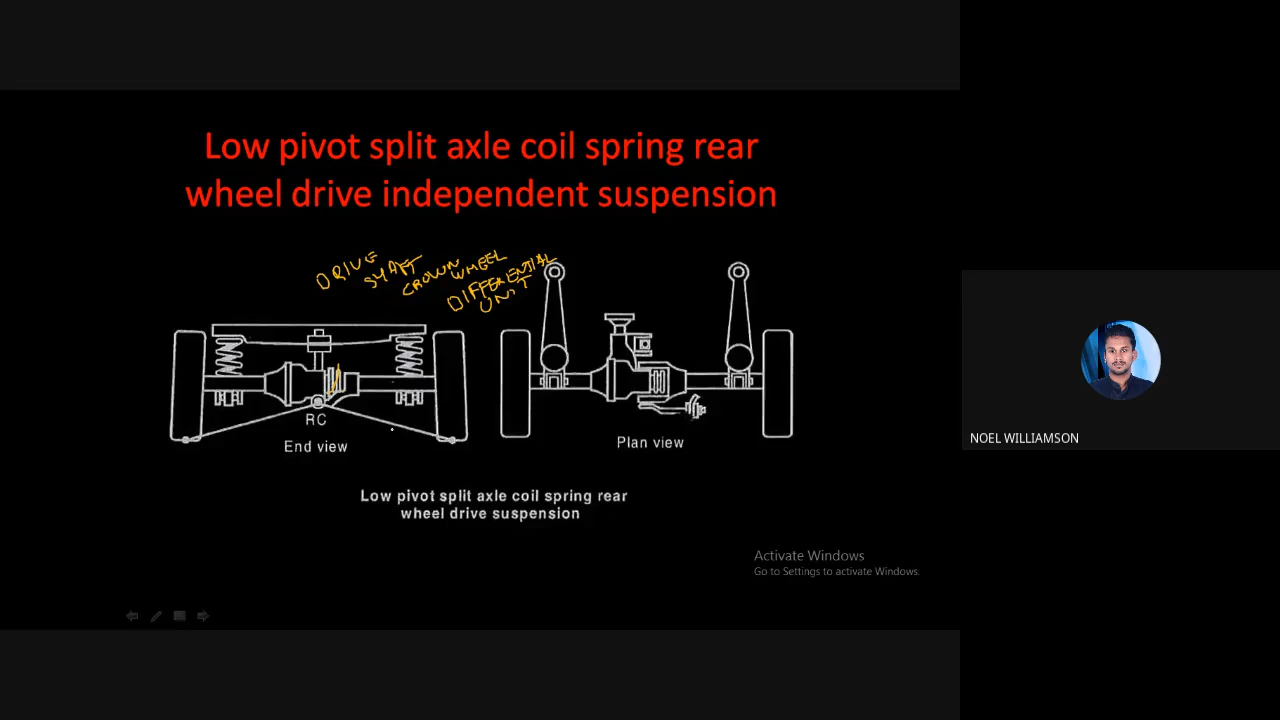 Low pivot split axle coil spring rear
wheel drive independent suspension
DRIVE
SHAFT
CROWN
WHEEL
DIFFERENTIAL
UNIT
RC
End view
Plan view
Low pivot split axle coil spring rear
wheel drive suspension
NOEL WILLIAMSON
Activate Windows
Go to Settings to activate Windows.